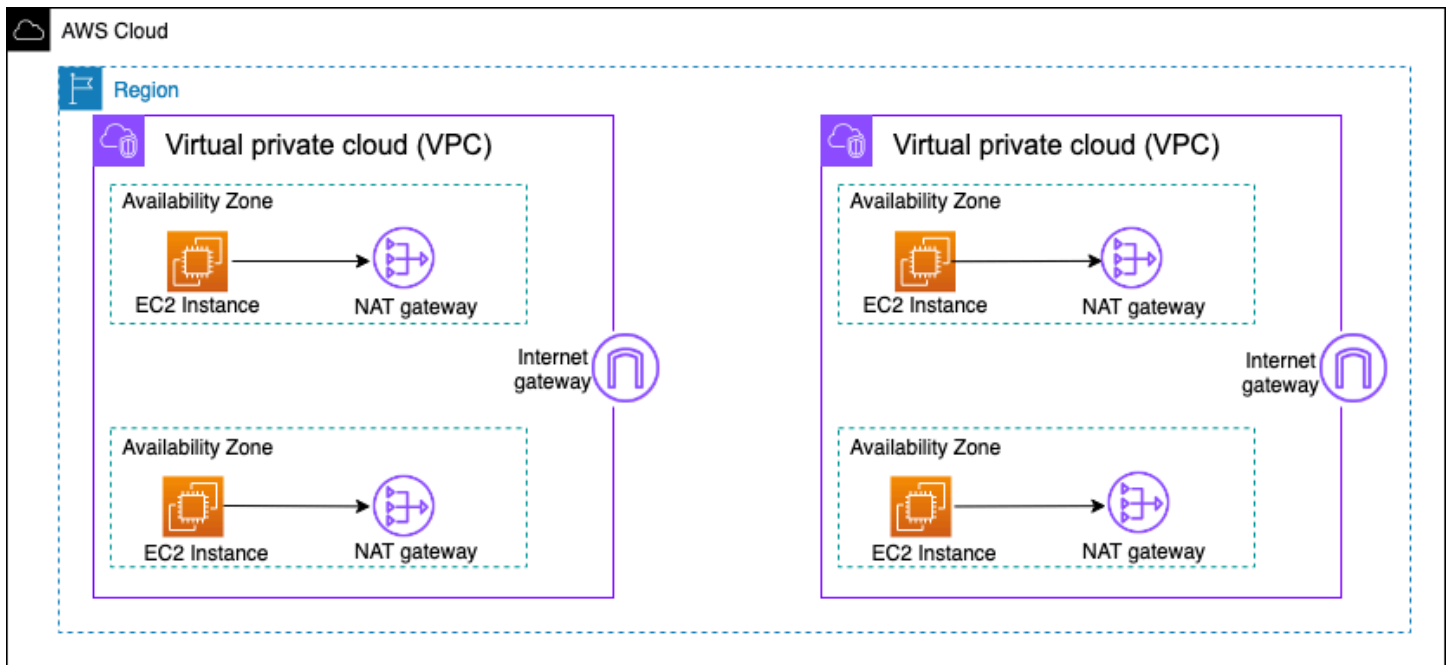 AWS Cloud
Region
Virtual private cloud (VPC)
Availability Zone
EC2 Instance
NAT gateway
Internet
gateway
Availability Zone
EC2 Instance
NAT gateway
Virtual private cloud (VPC)
Availability Zone
EC2 Instance
NAT gateway
Internet
gateway
Availability Zone
EC2 Instance
NAT gateway